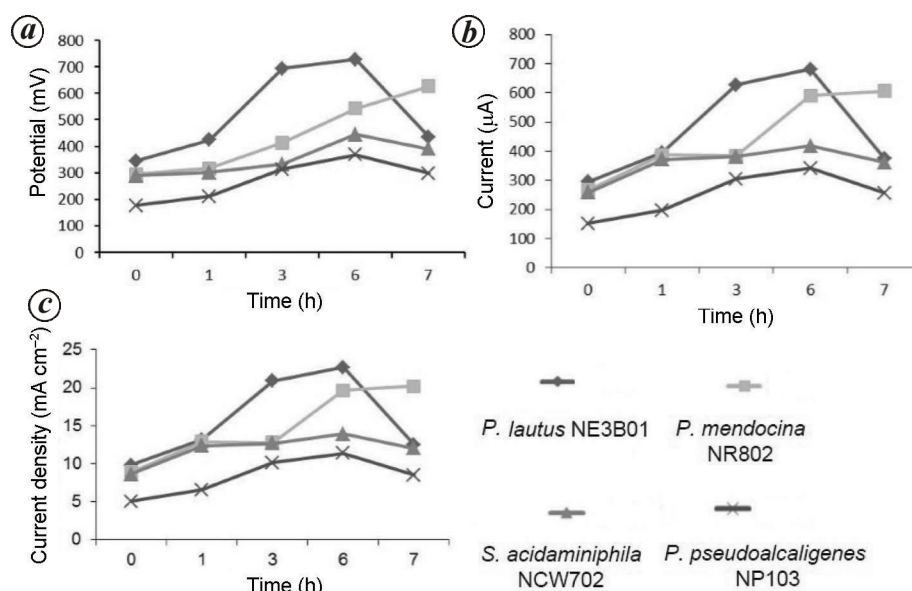 a
800
700
600
500
400
300
200
100
0
Potential (mV)
0 1 3 6 7
Time (h)
b
800
700
600
500
400
300
200
100
0
Current (μA)
0 1 3 6 7
Time (h)
c
25
20
15
10
5
0
Current density (mA cm⁻²)
0 1 3 6 7
Time (h)
P. lautus NE3B01
P. mendocina
NR802
S. acidaminiphila
NCW702
P. pseudoalcaligenes
NP103